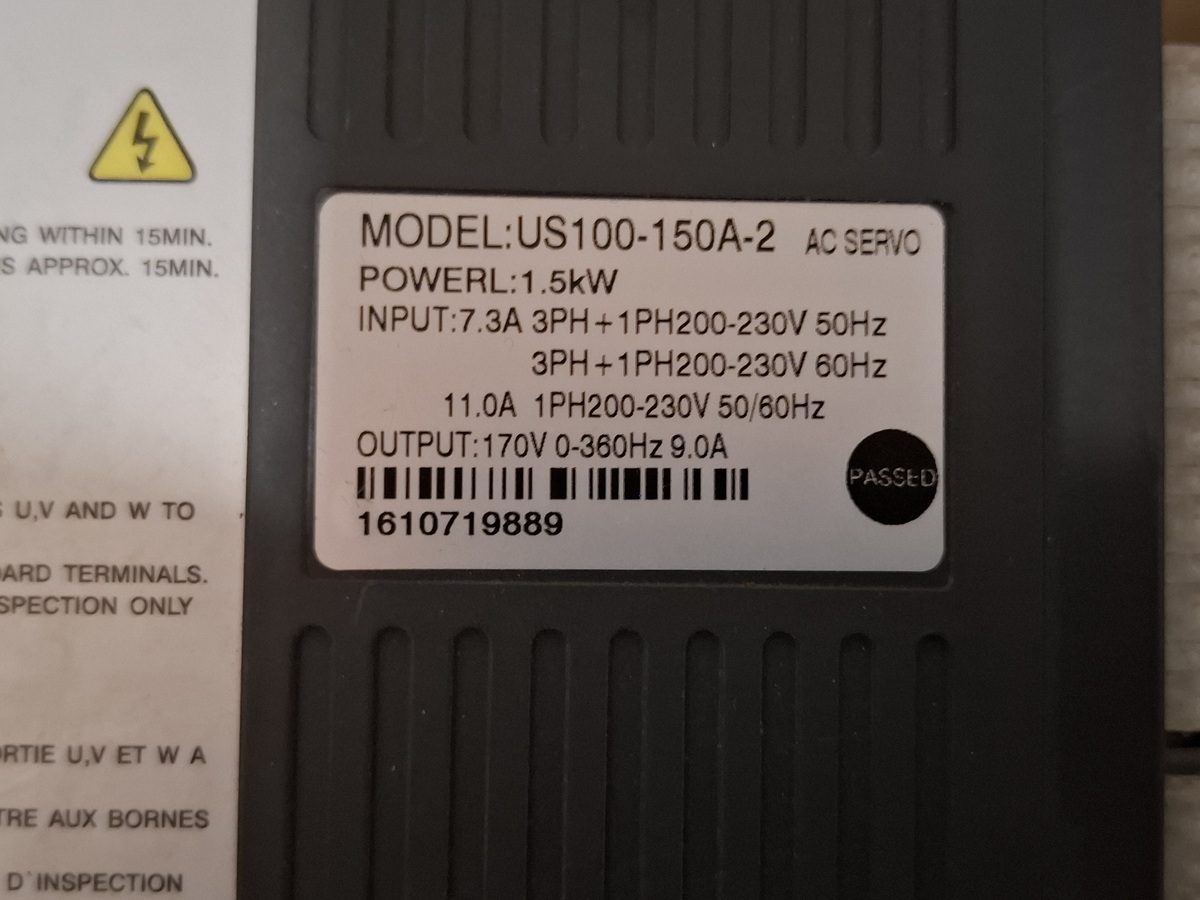 NG WITHIN 15MIN.
S APPROX. 15MIN.
U,V AND W TO
ARD TERMINALS.
SPECTION ONLY
RTIE U,V ET W A
TRE AUX BORNES
D`INSPECTION
MODEL:US100-150A-2 AC SERVO
POWERL:1.5kW
INPUT:7.3A 3PH+1PH200-230V 50Hz
3PH+1PH200-230V 60Hz
11.0A 1PH200-230V 50/60Hz
OUTPUT:170V 0-360Hz 9.0A
PASSED
1610719889